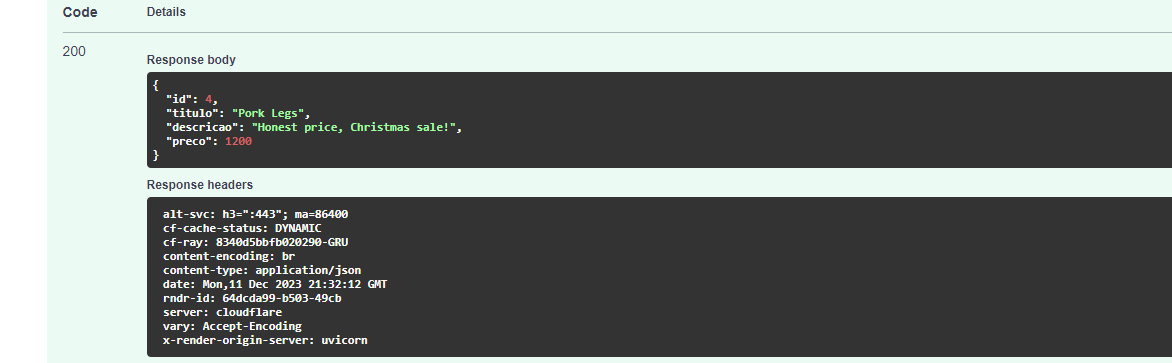 Code Details
200
Response body
{
  "id": 4,
  "titulo": "Pork Legs",
  "descricao": "Honest price, Christmas sale!",
  "preco": 1200
}
Response headers
alt-svc: h3=":443"; ma=86400
cf-cache-status: DYNAMIC
cf-ray: 8340d5bbfb020290-GRU
content-encoding: br
content-type: application/json
date: Mon,11 Dec 2023 21:32:12 GMT
rndr-id: 64dcda99-b503-49cb
server: cloudflare
vary: Accept-Encoding
x-render-origin-server: uvicorn